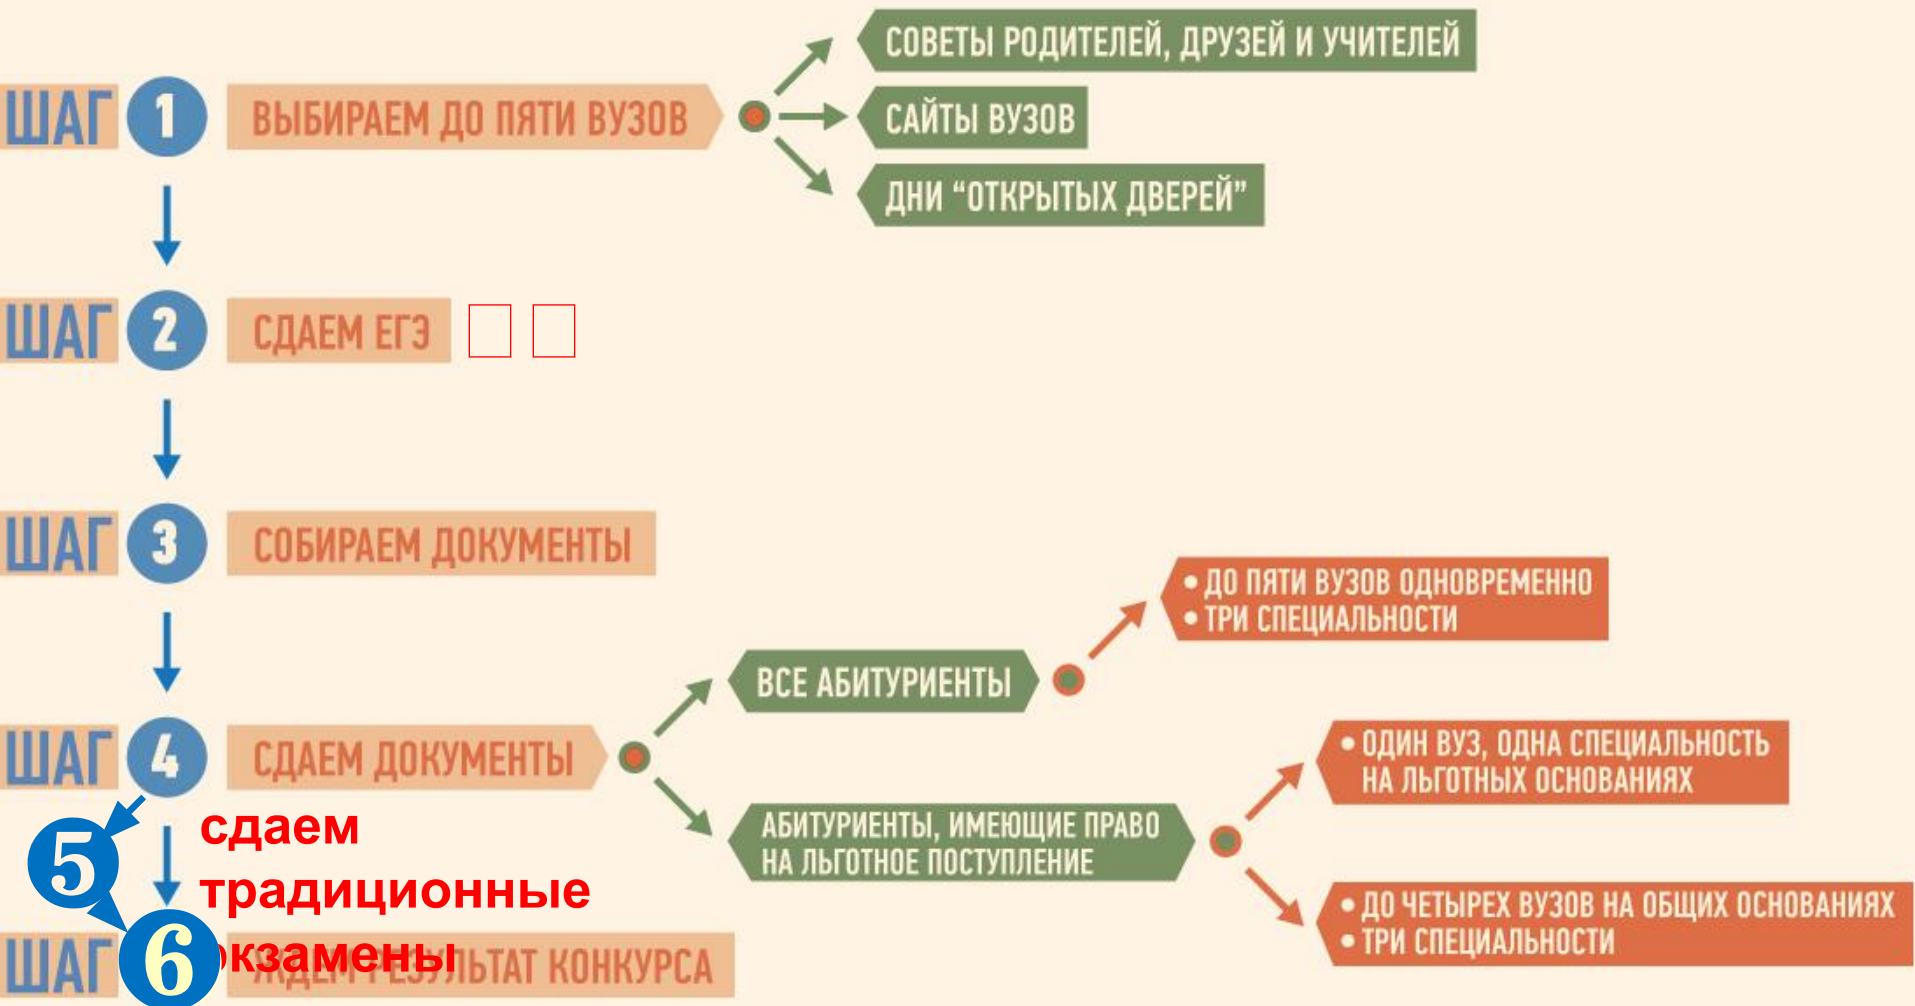 ШАГ 1 ВЫБИРАЕМ ДО ПЯТИ ВУЗОВ
СОВЕТЫ РОДИТЕЛЕЙ, ДРУЗЕЙ И УЧИТЕЛЕЙ
САЙТЫ ВУЗОВ
ДНИ “ОТКРЫТЫХ ДВЕРЕЙ”
ШАГ 2 СДАЕМ ЕГЭ
ШАГ 3 СОБИРАЕМ ДОКУМЕНТЫ
ШАГ 4 СДАЕМ ДОКУМЕНТЫ
ВСЕ АБИТУРИЕНТЫ
• ДО ПЯТИ ВУЗОВ ОДНОВРЕМЕННО
• ТРИ СПЕЦИАЛЬНОСТИ
АБИТУРИЕНТЫ, ИМЕЮЩИЕ ПРАВО
НА ЛЬГОТНОЕ ПОСТУПЛЕНИЕ
• ОДИН ВУЗ, ОДНА СПЕЦИАЛЬНОСТЬ
НА ЛЬГОТНЫХ ОСНОВАНИЯХ
• ДО ЧЕТЫРЕХ ВУЗОВ НА ОБЩИХ ОСНОВАНИЯХ
• ТРИ СПЕЦИАЛЬНОСТИ
5 сдаем
традиционные
экзамены
ШАГ 6 ЖДЕМ РЕЗУЛЬТАТ КОНКУРСА